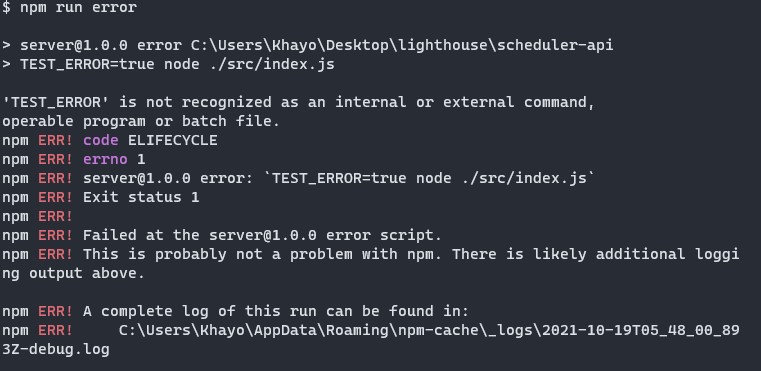 $ npm run error
> server@1.0.0 error C:\Users\Khayo\Desktop\lighthouse\scheduler-api
> TEST_ERROR=true node ./src/index.js
'TEST_ERROR' is not recognized as an internal or external command,
operable program or batch file.
npm ERR! code ELIFECYCLE
npm ERR! errno 1
npm ERR! server@1.0.0 error: `TEST_ERROR=true node ./src/index.js`
npm ERR! Exit status 1
npm ERR!
npm ERR! Failed at the server@1.0.0 error script.
npm ERR! This is probably not a problem with npm. There is likely additional loggi
ng output above.
npm ERR! A complete log of this run can be found in:
npm ERR!     C:\Users\Khayo\AppData\Roaming\npm-cache\_logs\2021-10-19T05_48_00_89
3Z-debug.log